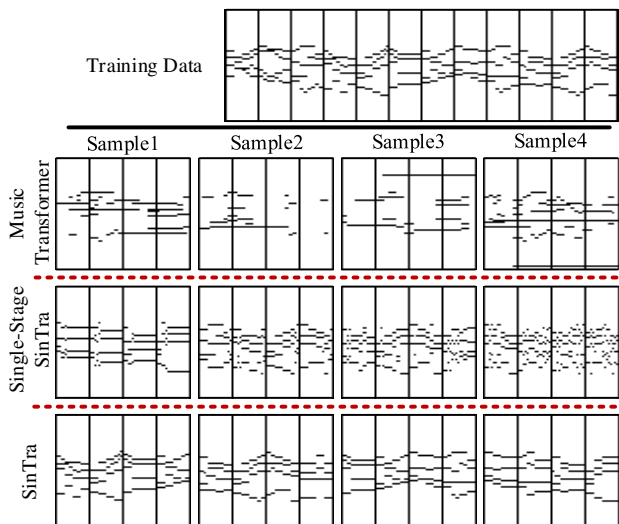 Training Data
Sample1
Sample2
Sample3
Sample4
Music
Transformer
Single-Stage
SinTra
SinTra